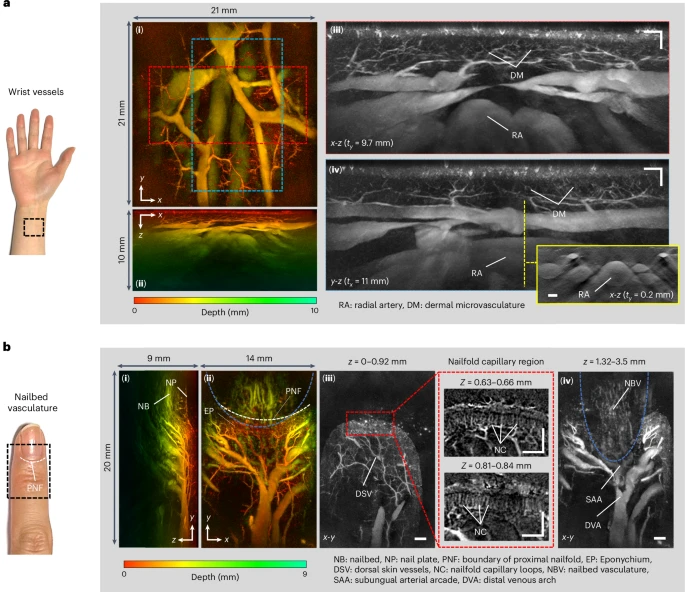 a
21 mm
Wrist vessels
21 mm
(i)
y
x
x
z
10 mm
(ii)
0
10
Depth (mm)
(iii)
DM
RA
x-z (ty = 9.7 mm)
(iv)
DM
RA
y-z (tx = 11 mm)
RA
x-z (ty = 0.2 mm)
RA: radial artery, DM: dermal microvasculature
b
9 mm
14 mm
z = 0–0.92 mm
Nailfold capillary region
z = 1.32–3.5 mm
Nailbed
vasculature
PNF
20 mm
(i)
NP
NB
y
z
(ii)
PNF
EP
y
x
(iii)
DSV
x-y
Z = 0.63–0.66 mm
NC
Z = 0.81–0.84 mm
NC
(iv)
NBV
SAA
DVA
x-y
0
9
Depth (mm)
NB: nailbed, NP: nail plate, PNF: boundary of proximal nailfold, EP: Eponychium,
DSV: dorsal skin vessels, NC: nailfold capillary loops, NBV: nailbed vasculature,
SAA: subungual arterial arcade, DVA: distal venous arch